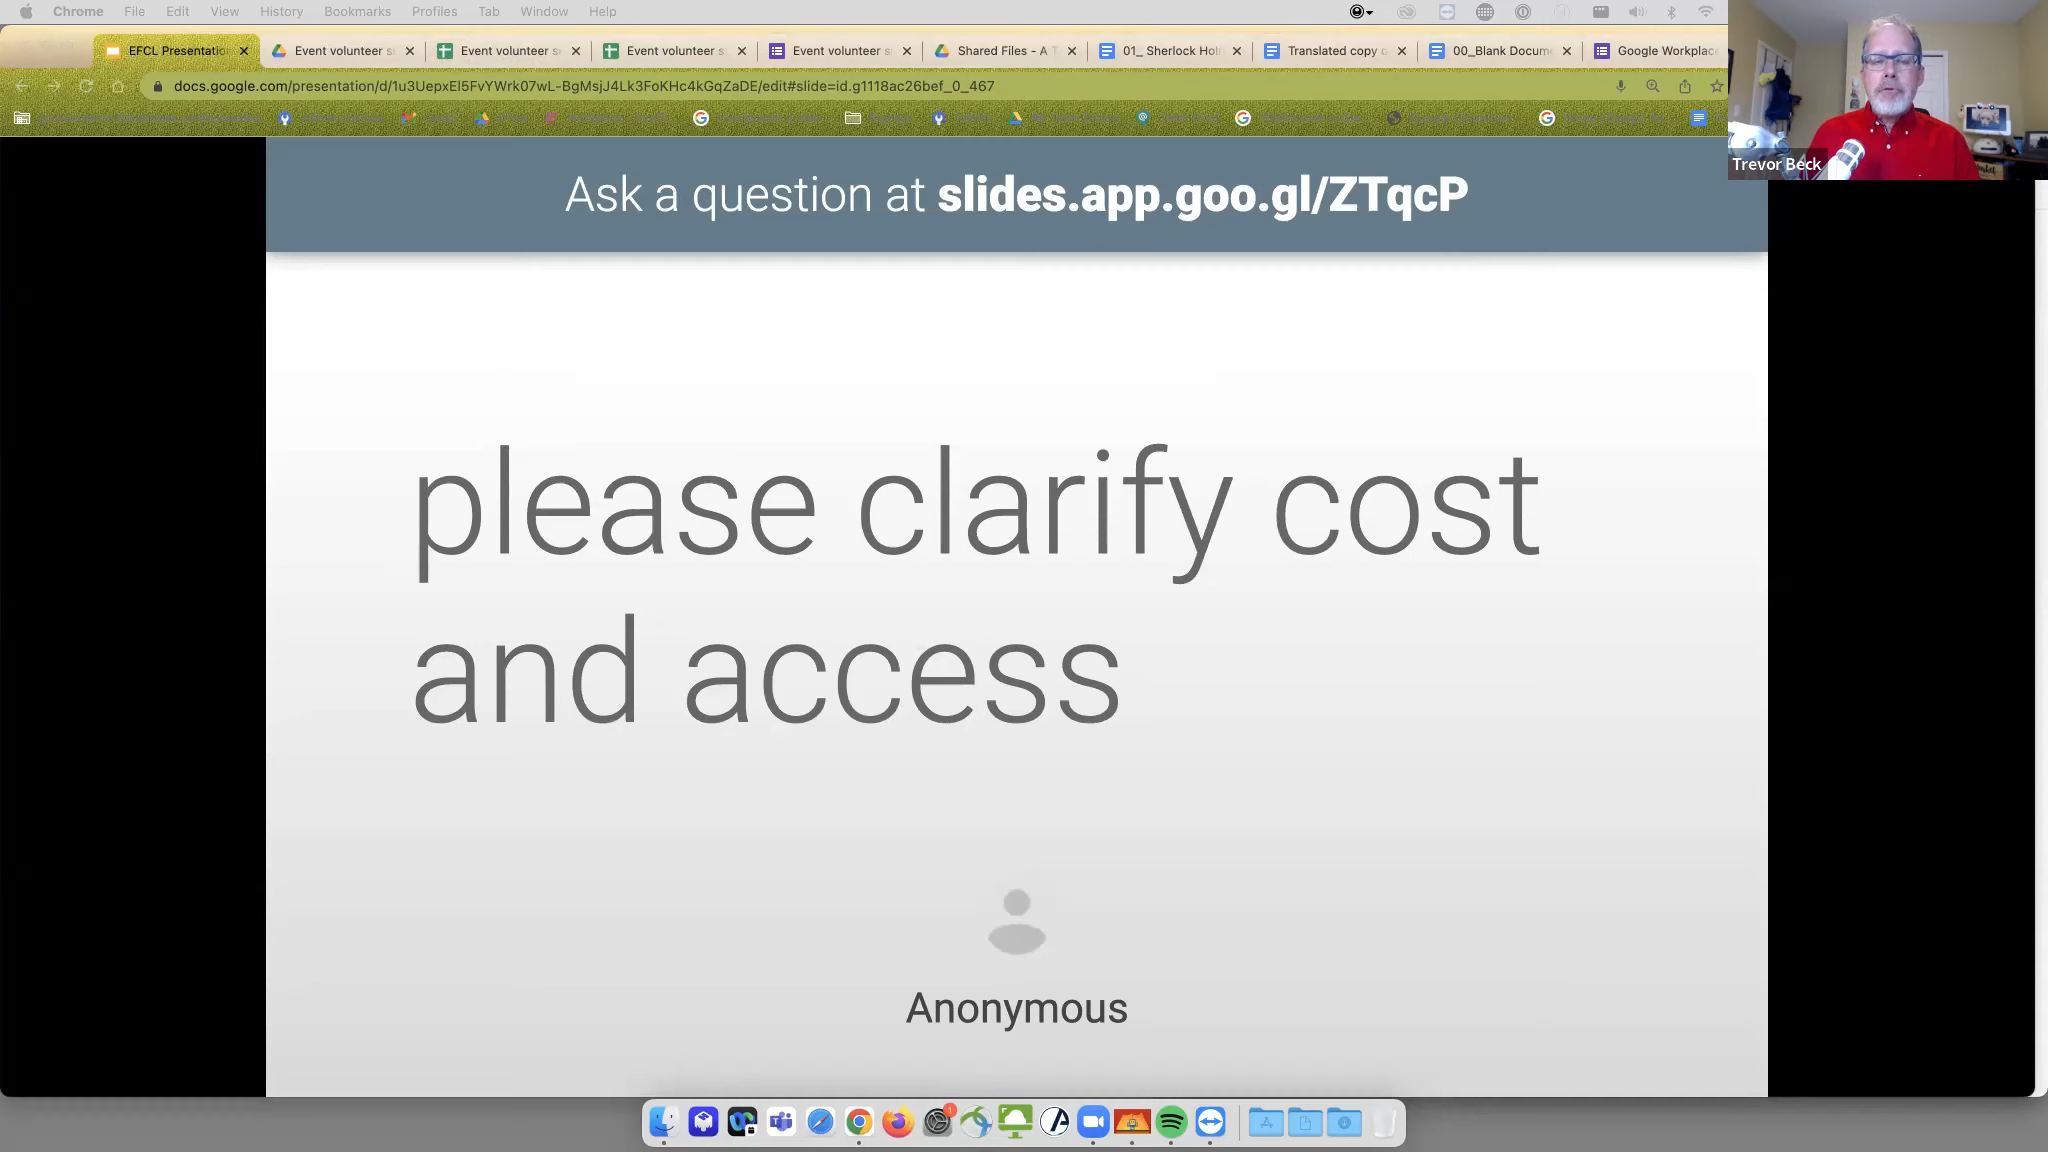 Chrome File Edit View History Bookmarks Profiles Tab Window Help
EFCL Presentatio Event volunteer s Event volunteer s Event volunteer s Event volunteer s Shared Files - A T 01_ Sherlock Hol Translated copy o 00_Blank Docume Google Workplac
docs.google.com/presentation/d/1u3UepxEl5FvYWrk07wL-BgMsjJ4Lk3FoKHc4kGqZaDE/edit#slide=id.g1118ac26bef_0_467
Trevor Beck
Ask a question at slides.app.goo.gl/ZTqcP
please clarify cost
and access
Anonymous